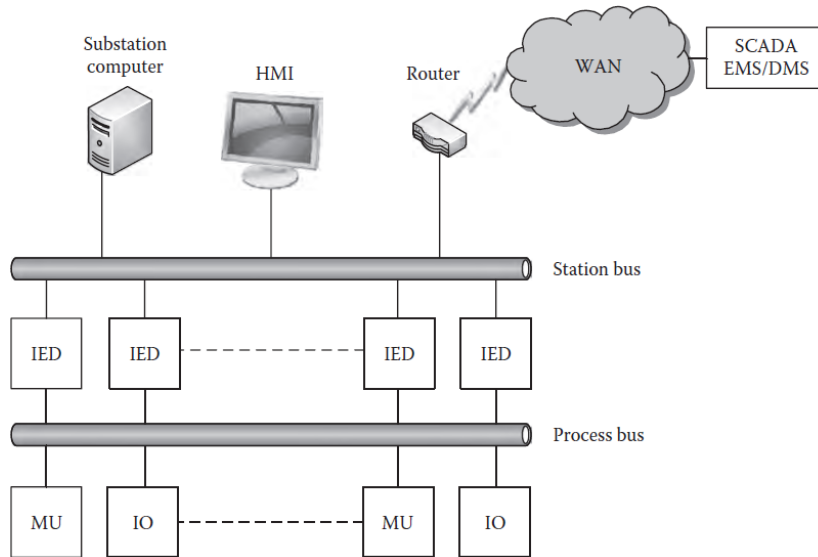 Substation
computer
HMI
Router
WAN
SCADA
EMS/DMS
Station bus
IED
IED
IED
IED
Process bus
MU
IO
MU
IO